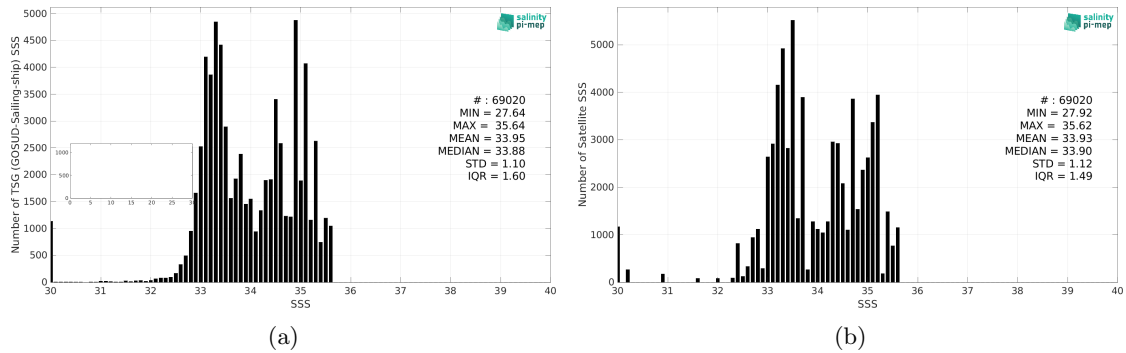 Number of TSG (GOSUD-Sailing-ship) SSS
5000
4500
4000
3500
3000
2500
2000
1500
1000
500
0
30 31 32 33 34 35 36 37 38 39 40
SSS
1000
500
0
0 5 10 15 20 25 30
salinity
pi-mep
# : 69020
MIN = 27.64
MAX = 35.64
MEAN = 33.95
MEDIAN = 33.88
STD = 1.10
IQR = 1.60
(a)
Number of Satellite SSS
5000
4000
3000
2000
1000
0
30 31 32 33 34 35 36 37 38 39 40
SSS
salinity
pi-mep
# : 69020
MIN = 27.92
MAX = 35.62
MEAN = 33.93
MEDIAN = 33.90
STD = 1.12
IQR = 1.49
(b)